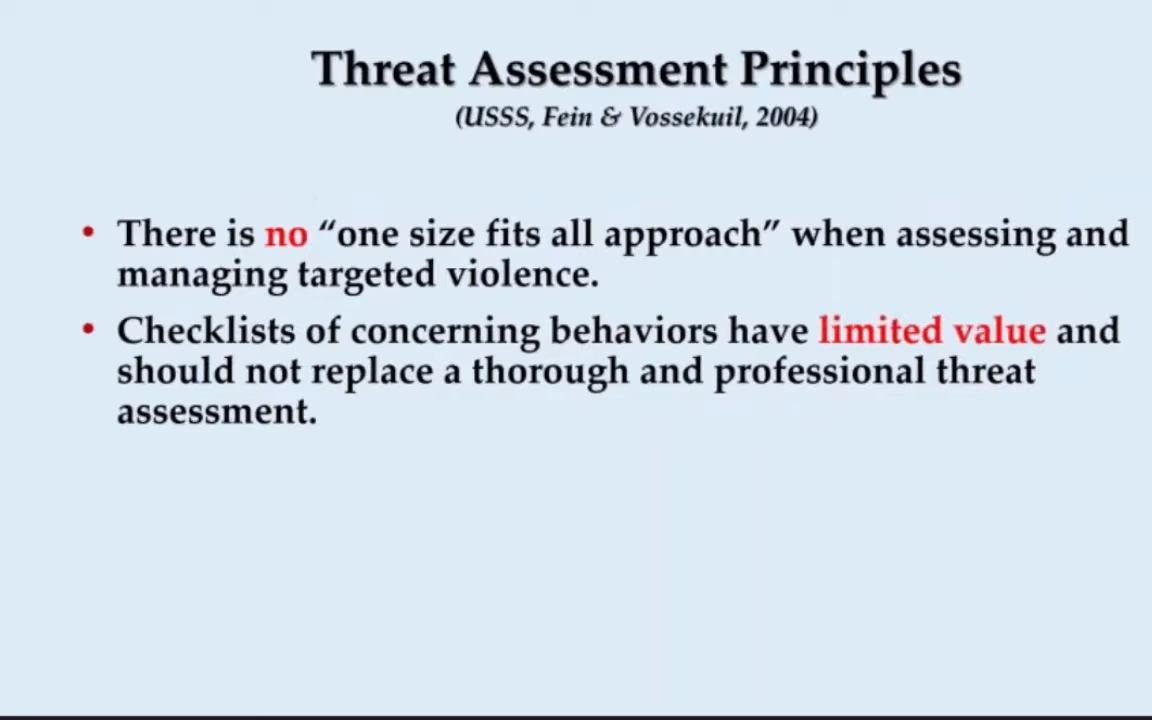 Threat Assessment Principles
(USSS, Fein & Vossekuil, 2004)
• There is no “one size fits all approach” when assessing and
managing targeted violence.
• Checklists of concerning behaviors have limited value and
should not replace a thorough and professional threat
assessment.